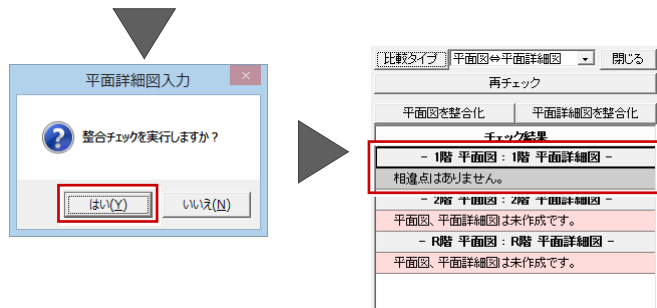 平面詳細図入力
整合チェックを実行しますか？
はい(Y)
いいえ(N)
比較タイプ 平面図⇔平面詳細図 閉じる
再チェック
平面図を整合化 平面詳細図を整合化
チェック結果
− 1階 平面図：1階 平面詳細図 −
相違点はありません。
− 2階 平面図：2階 平面詳細図 −
平面図、平面詳細図は未作成です。
− R階 平面図：R階 平面詳細図 −
平面図、平面詳細図は未作成です。